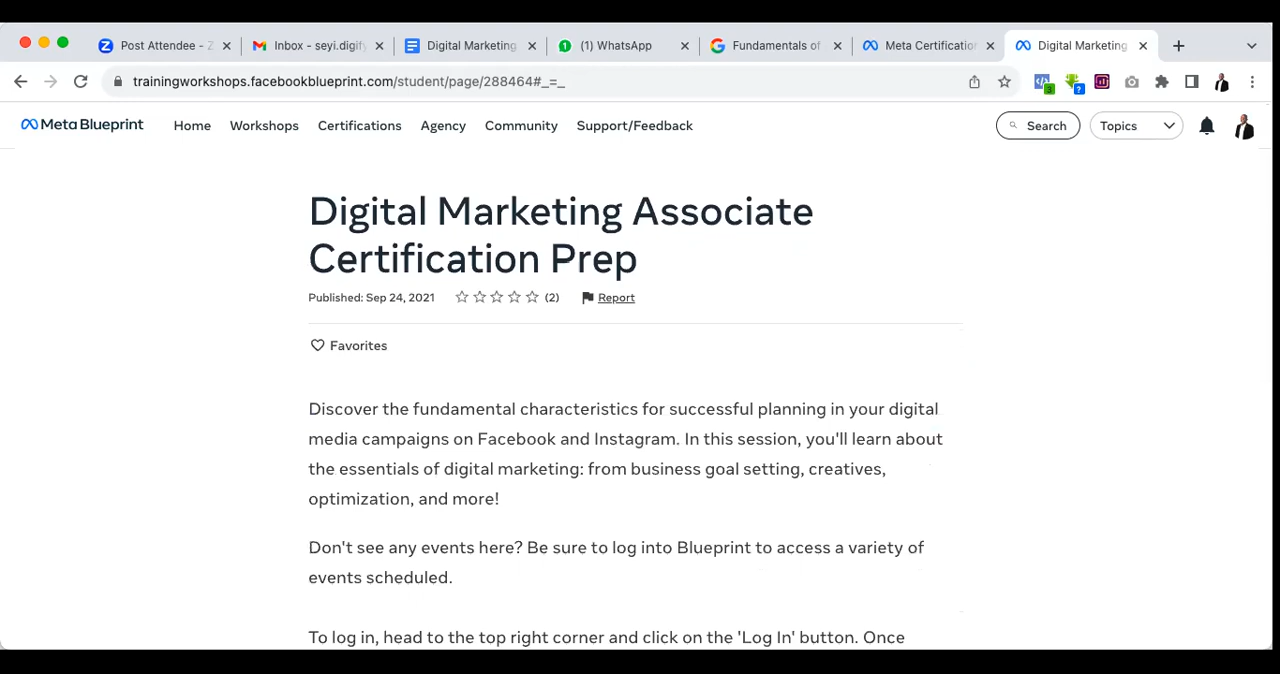 Post Attendee - Z
Inbox - seyi.digify
Digital Marketing
(1) WhatsApp
Fundamentals of
Meta Certification
Digital Marketing
trainingworkshops.facebookblueprint.com/student/page/288464#_=_
Meta Blueprint
Home
Workshops
Certifications
Agency
Community
Support/Feedback
Search
Topics
Digital Marketing Associate
Certification Prep
Published: Sep 24, 2021
(2)
Report
Favorites
Discover the fundamental characteristics for successful planning in your digital
media campaigns on Facebook and Instagram. In this session, you'll learn about
the essentials of digital marketing: from business goal setting, creatives,
optimization, and more!
Don't see any events here? Be sure to log into Blueprint to access a variety of
events scheduled.
To log in, head to the top right corner and click on the 'Log In' button. Once